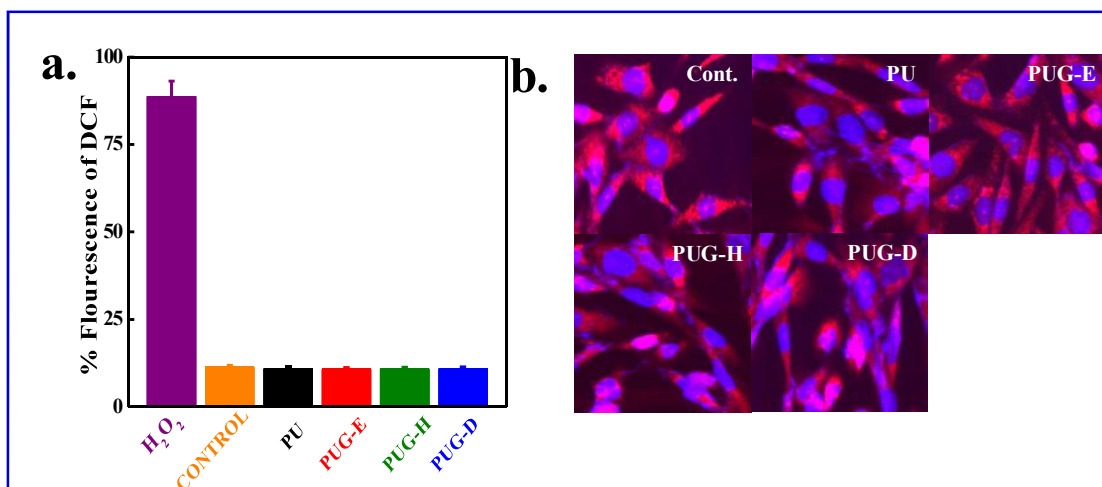 a.
% Flourescence of DCF
100
75
50
25
0
H₂O₂
CONTROL
PU
PUG-E
PUG-H
PUG-D
b.
Cont.
PU
PUG-E
PUG-H
PUG-D